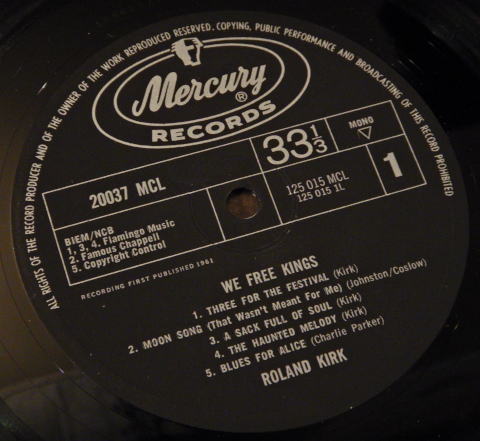 ALL RIGHTS OF THE RECORD PRODUCER AND OF THE OWNER OF THE WORK REPRODUCED RESERVED. COPYING, PUBLIC PERFORMANCE AND BROADCASTING OF THIS RECORD PROHIBITED
Mercury ®
RECORDS
20037 MCL
33 1/3
MONO
1
BIEM/NCB
1, 3, 4. Flamingo Music
2. Famous Chappell
5. Copyright Control
125 015 MCL
125 015 1L
RECORDING FIRST PUBLISHED 1961
WE FREE KINGS
1. THREE FOR THE FESTIVAL (Kirk)
2. MOON SONG (That Wasn't Meant For Me) (Johnston/Coslow)
3. A SACK FULL OF SOUL (Kirk)
4. THE HAUNTED MELODY (Kirk)
5. BLUES FOR ALICE (Charlie Parker)
ROLAND KIRK